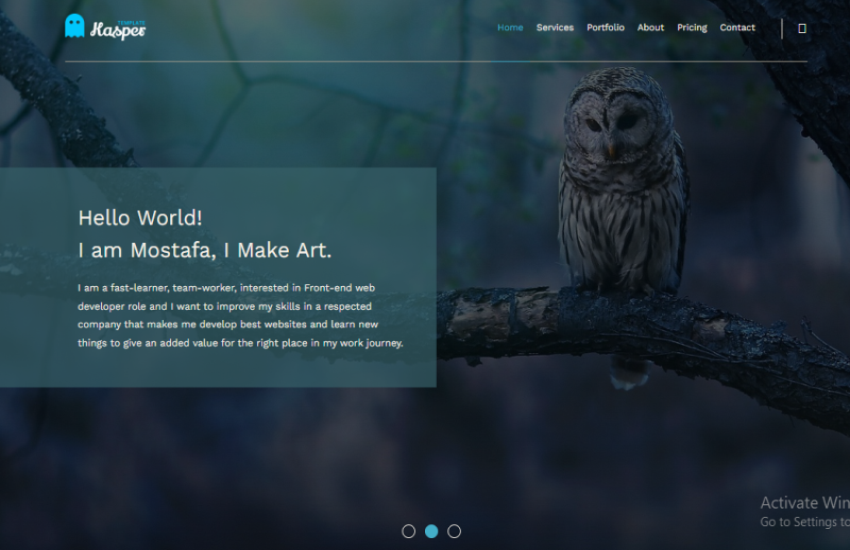 TEMPLATE
Kasper
Home Services Portfolio About Pricing Contact
Hello World!
I am Mostafa, I Make Art.
I am a fast-learner, team-worker, interested in Front-end web
developer role and I want to improve my skills in a respected
company that makes me develop best websites and learn new
things to give an added value for the right place in my work journey.
Activate Win
Go to Settings to